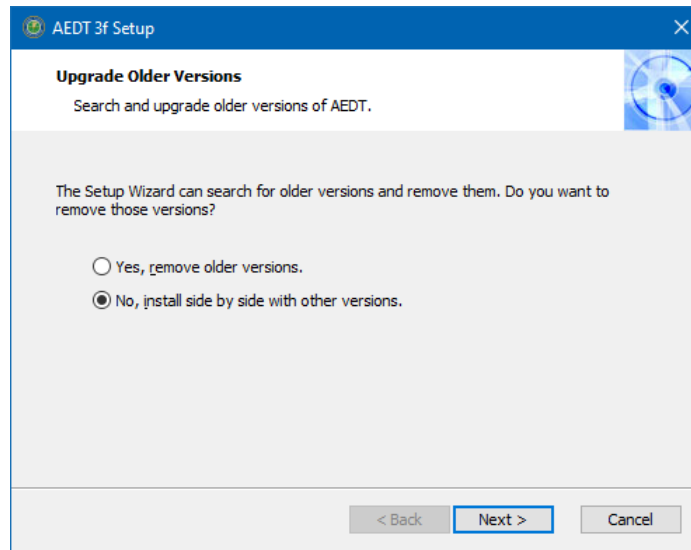 AEDT 3f Setup
Upgrade Older Versions
Search and upgrade older versions of AEDT.
The Setup Wizard can search for older versions and remove them. Do you want to
remove those versions?
Yes, remove older versions.
No, install side by side with other versions.
< Back Next > Cancel